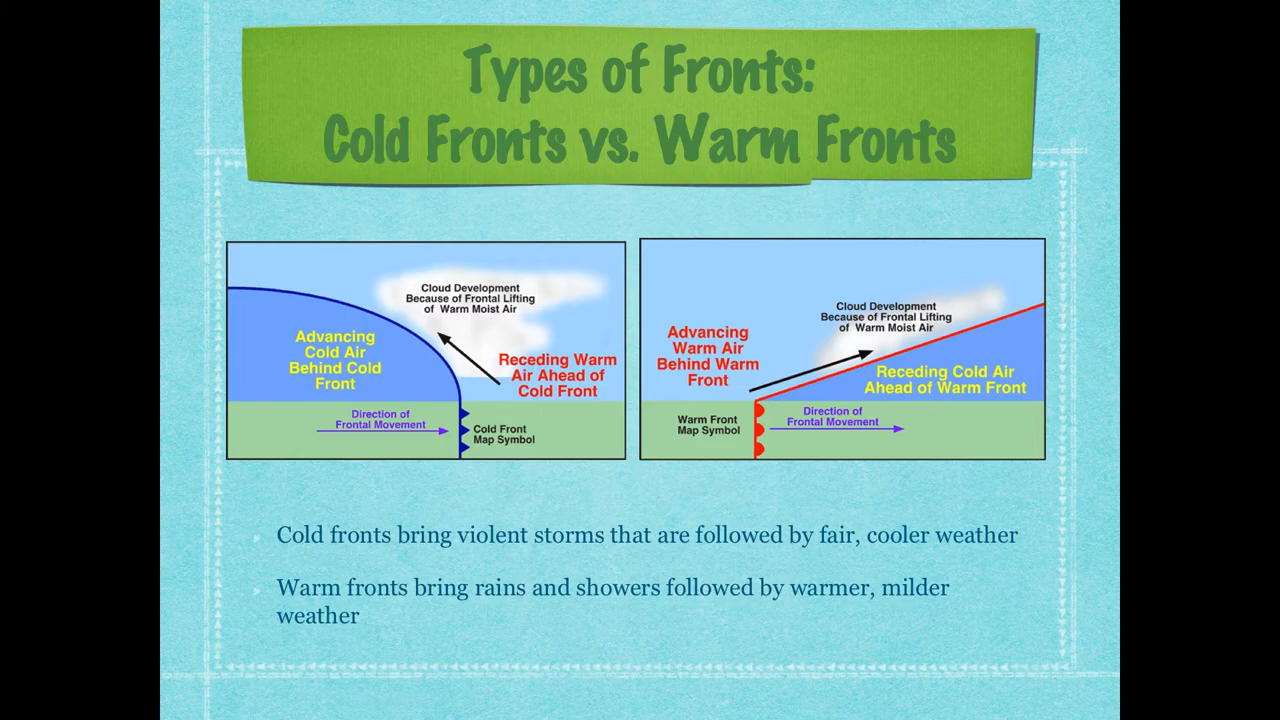 Types of Fronts:
Cold Fronts vs. Warm Fronts
Cloud Development
Because of Frontal Lifting
of Warm Moist Air
Advancing
Cold Air
Behind Cold
Front
Receding Warm
Air Ahead of
Cold Front
Direction of
Frontal Movement
Cold Front
Map Symbol
Cloud Development
Because of Frontal Lifting
of Warm Moist Air
Advancing
Warm Air
Behind Warm
Front
Receding Cold Air
Ahead of Warm Front
Warm Front
Map Symbol
Direction of
Frontal Movement
Cold fronts bring violent storms that are followed by fair, cooler weather
Warm fronts bring rains and showers followed by warmer, milder
weather